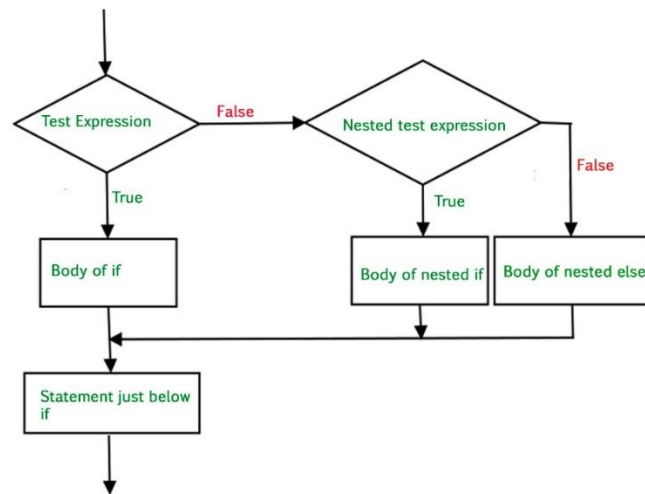 Test Expression
False
Nested test expression
True
True
False
Body of if
Body of nested if
Body of nested else
Statement just below
if